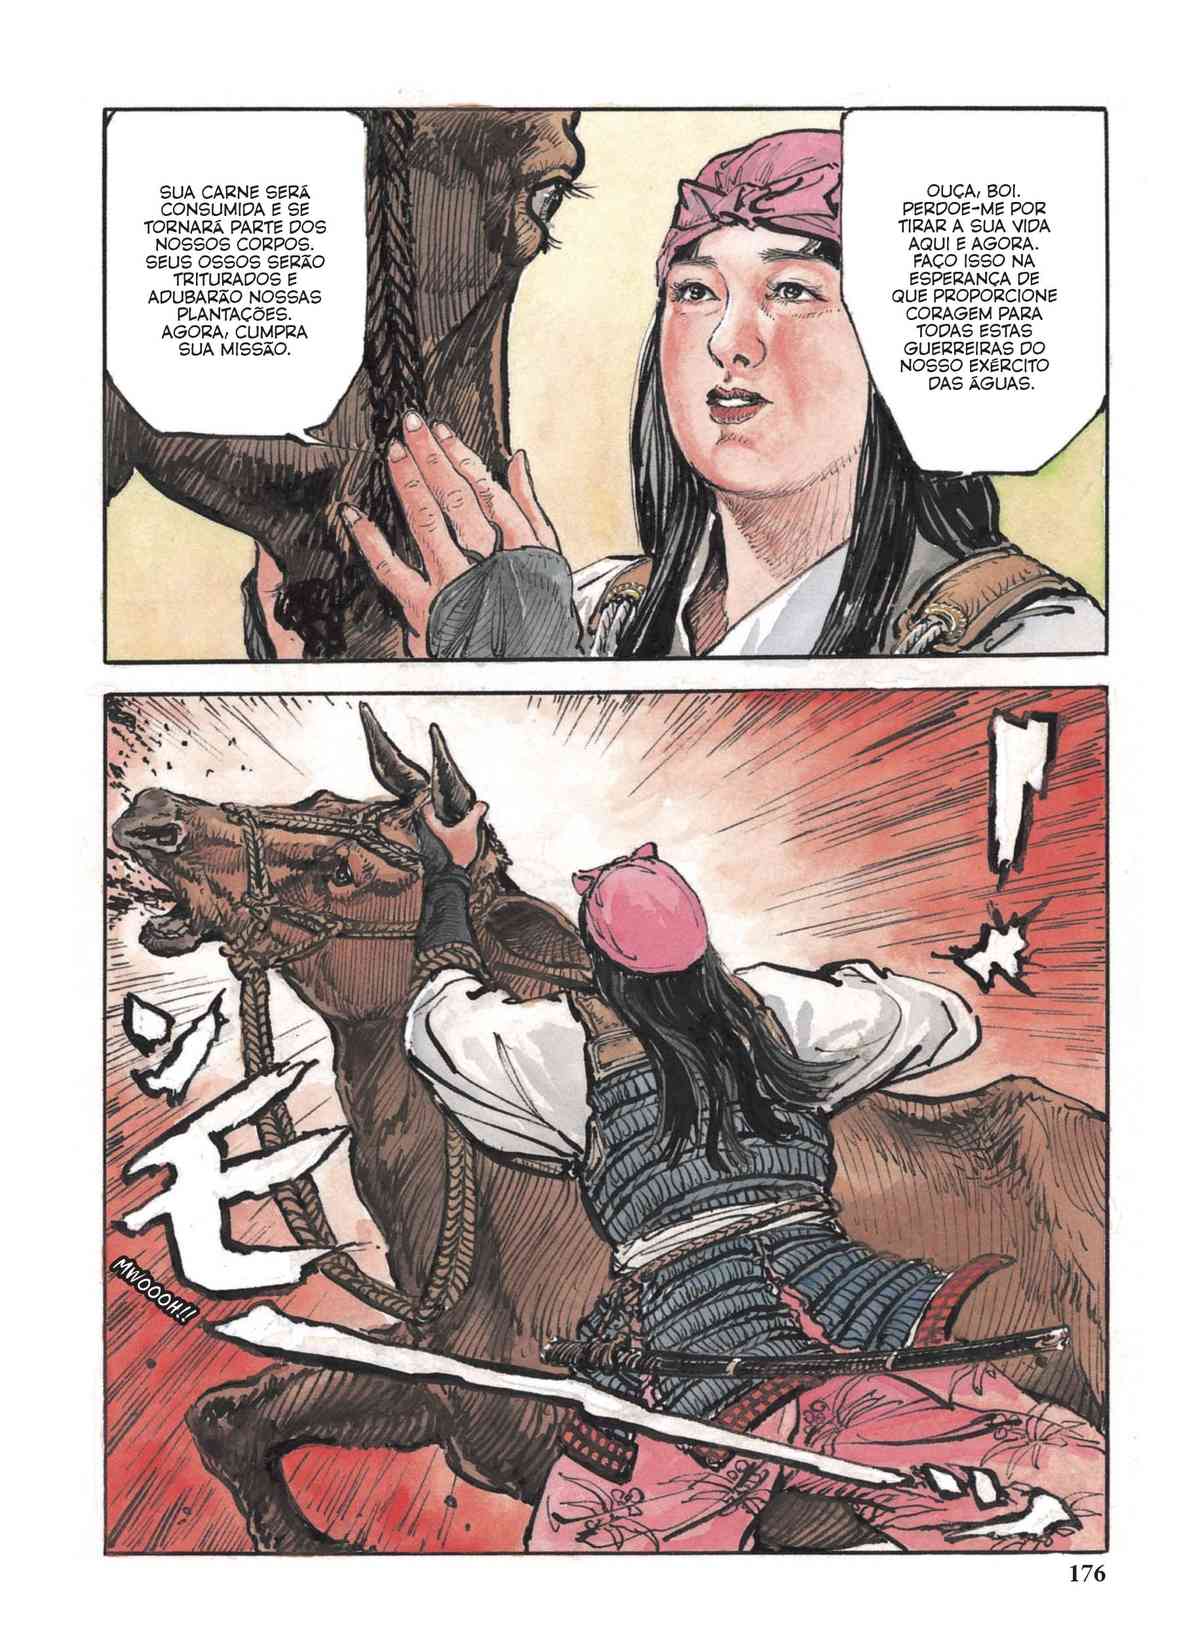 OUÇA, BOI.
PERDOE-ME POR
TIRAR A SUA VIDA
AQUI E AGORA.
FAÇO ISSO NA
ESPERANÇA DE
QUE PROPORCIONE
CORAGEM PARA
TODAS ESTAS
GUERREIRAS DO
NOSSO EXÉRCITO
DAS ÁGUAS.
SUA CARNE SERÁ
CONSUMIDA E SE
TORNARÁ PARTE DOS
NOSSOS CORPOS.
SEUS OSSOS SERÃO
TRITURADOS E
ADUBARÃO NOSSAS
PLANTAÇÕES.
AGORA, CUMPRA
SUA MISSÃO.
MWOOOH!!
176